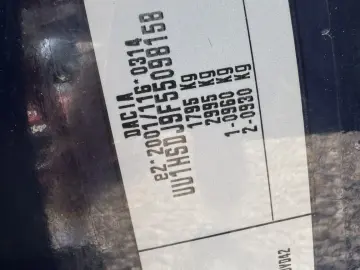 DACIA
e2*2001/116*0314
UU1HSDJ9F55098158
1795 Kg
2995 Kg
1-0960 Kg
2-0930 Kg